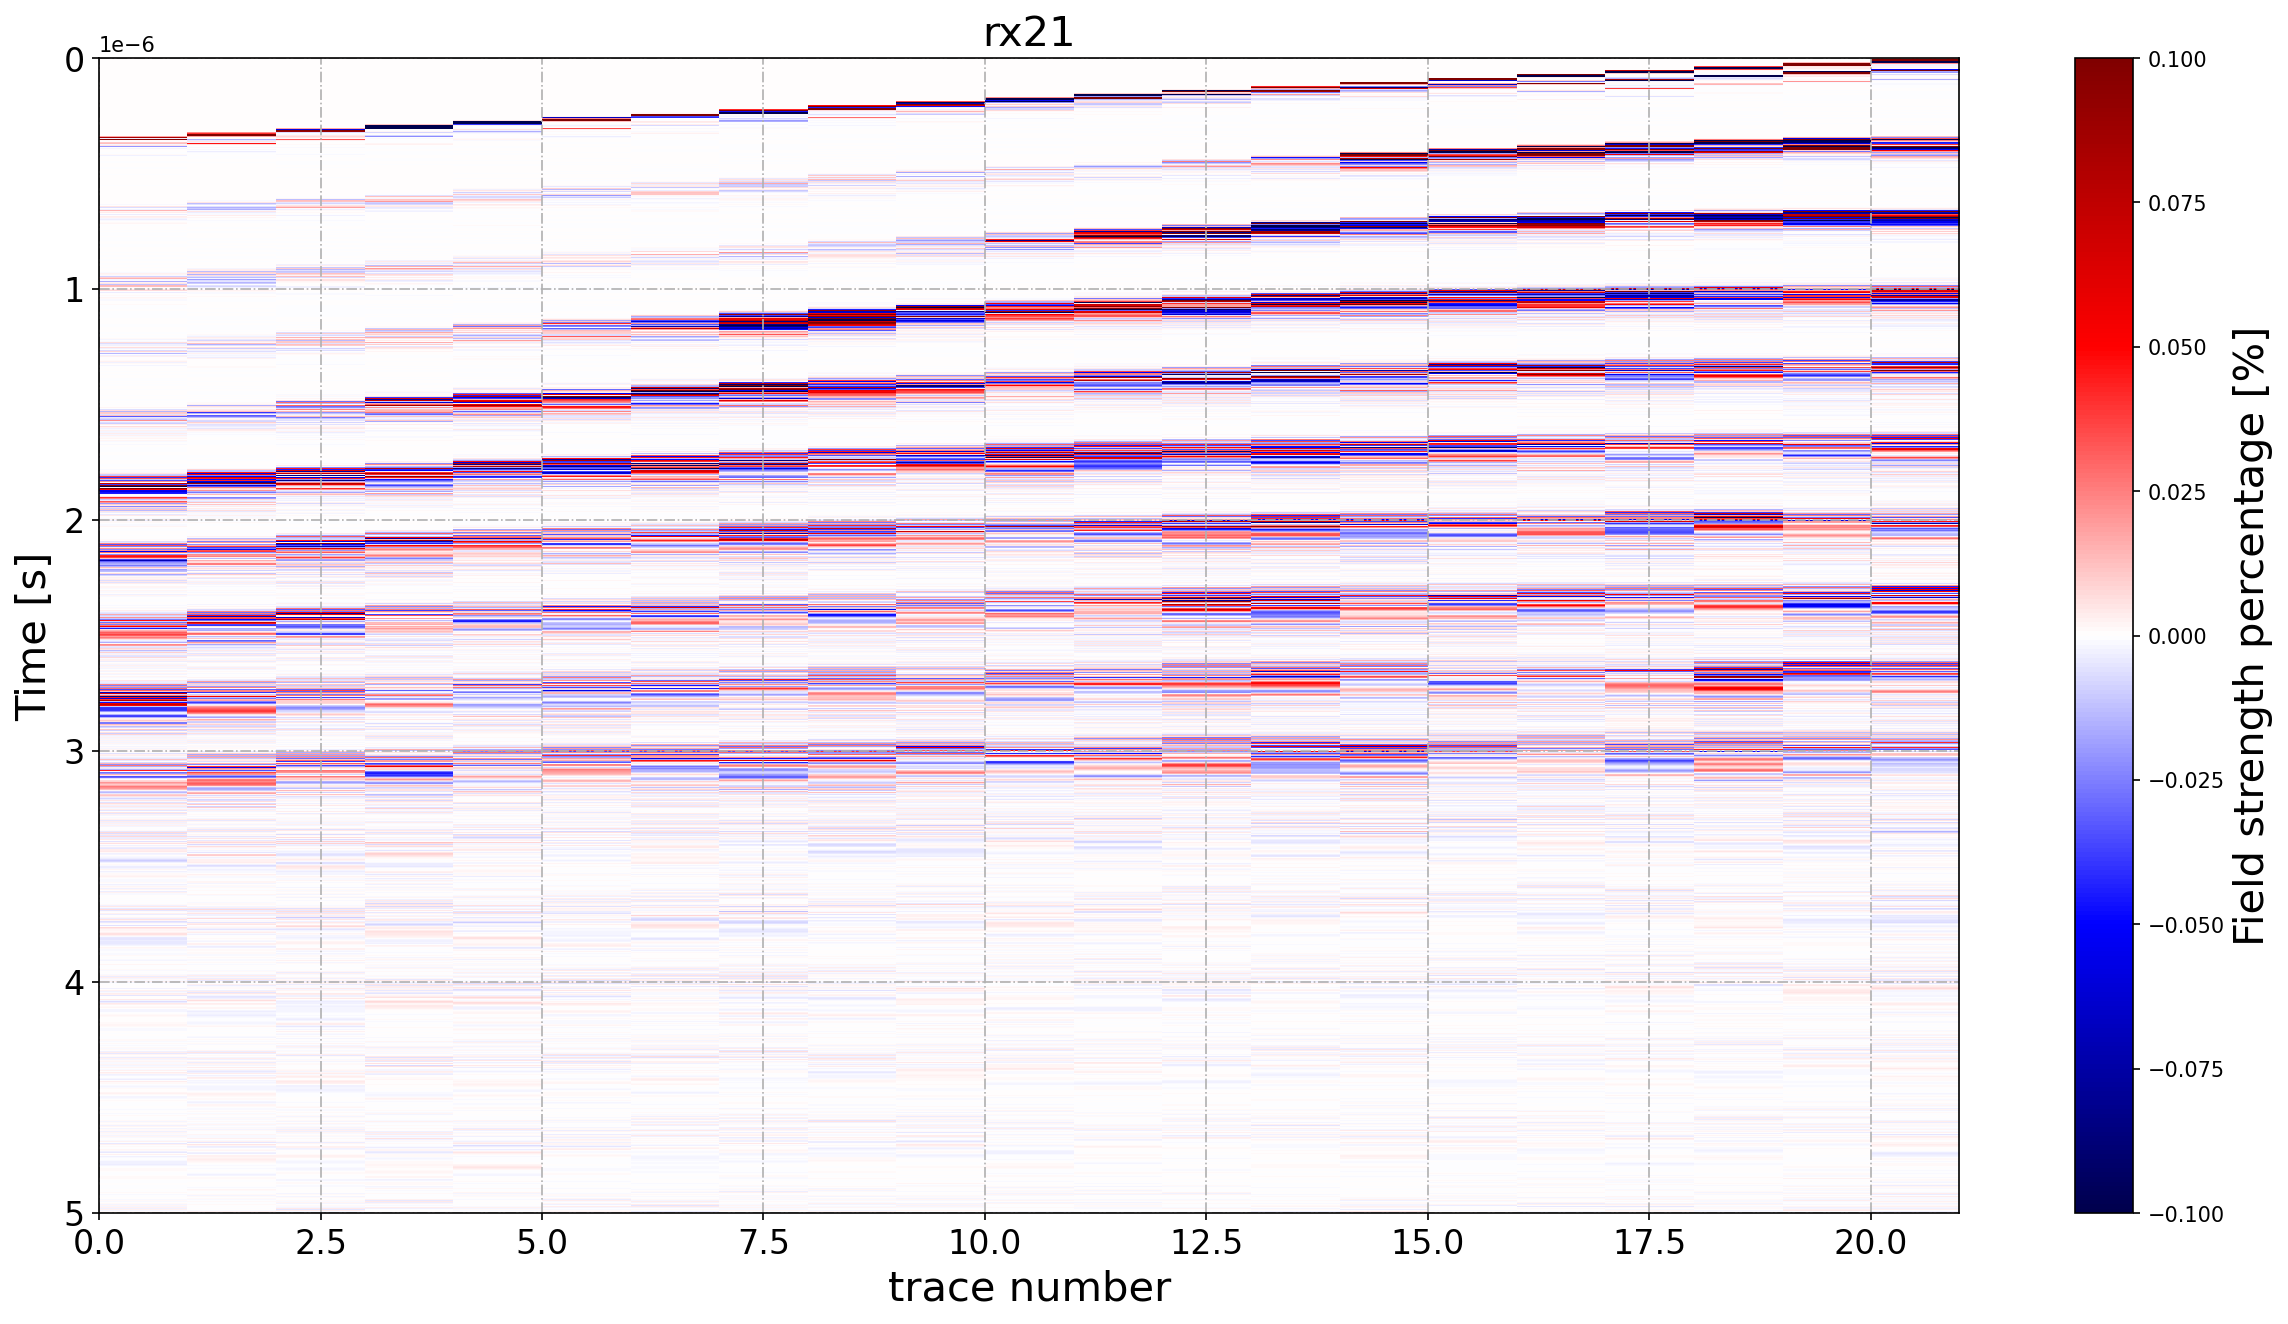 rx21
1e−6
0
1
2
3
4
5
Time [s]
0.0 2.5 5.0 7.5 10.0 12.5 15.0 17.5 20.0
trace number
0.100
0.075
0.050
0.025
0.000
−0.025
−0.050
−0.075
−0.100
Field strength percentage [%]